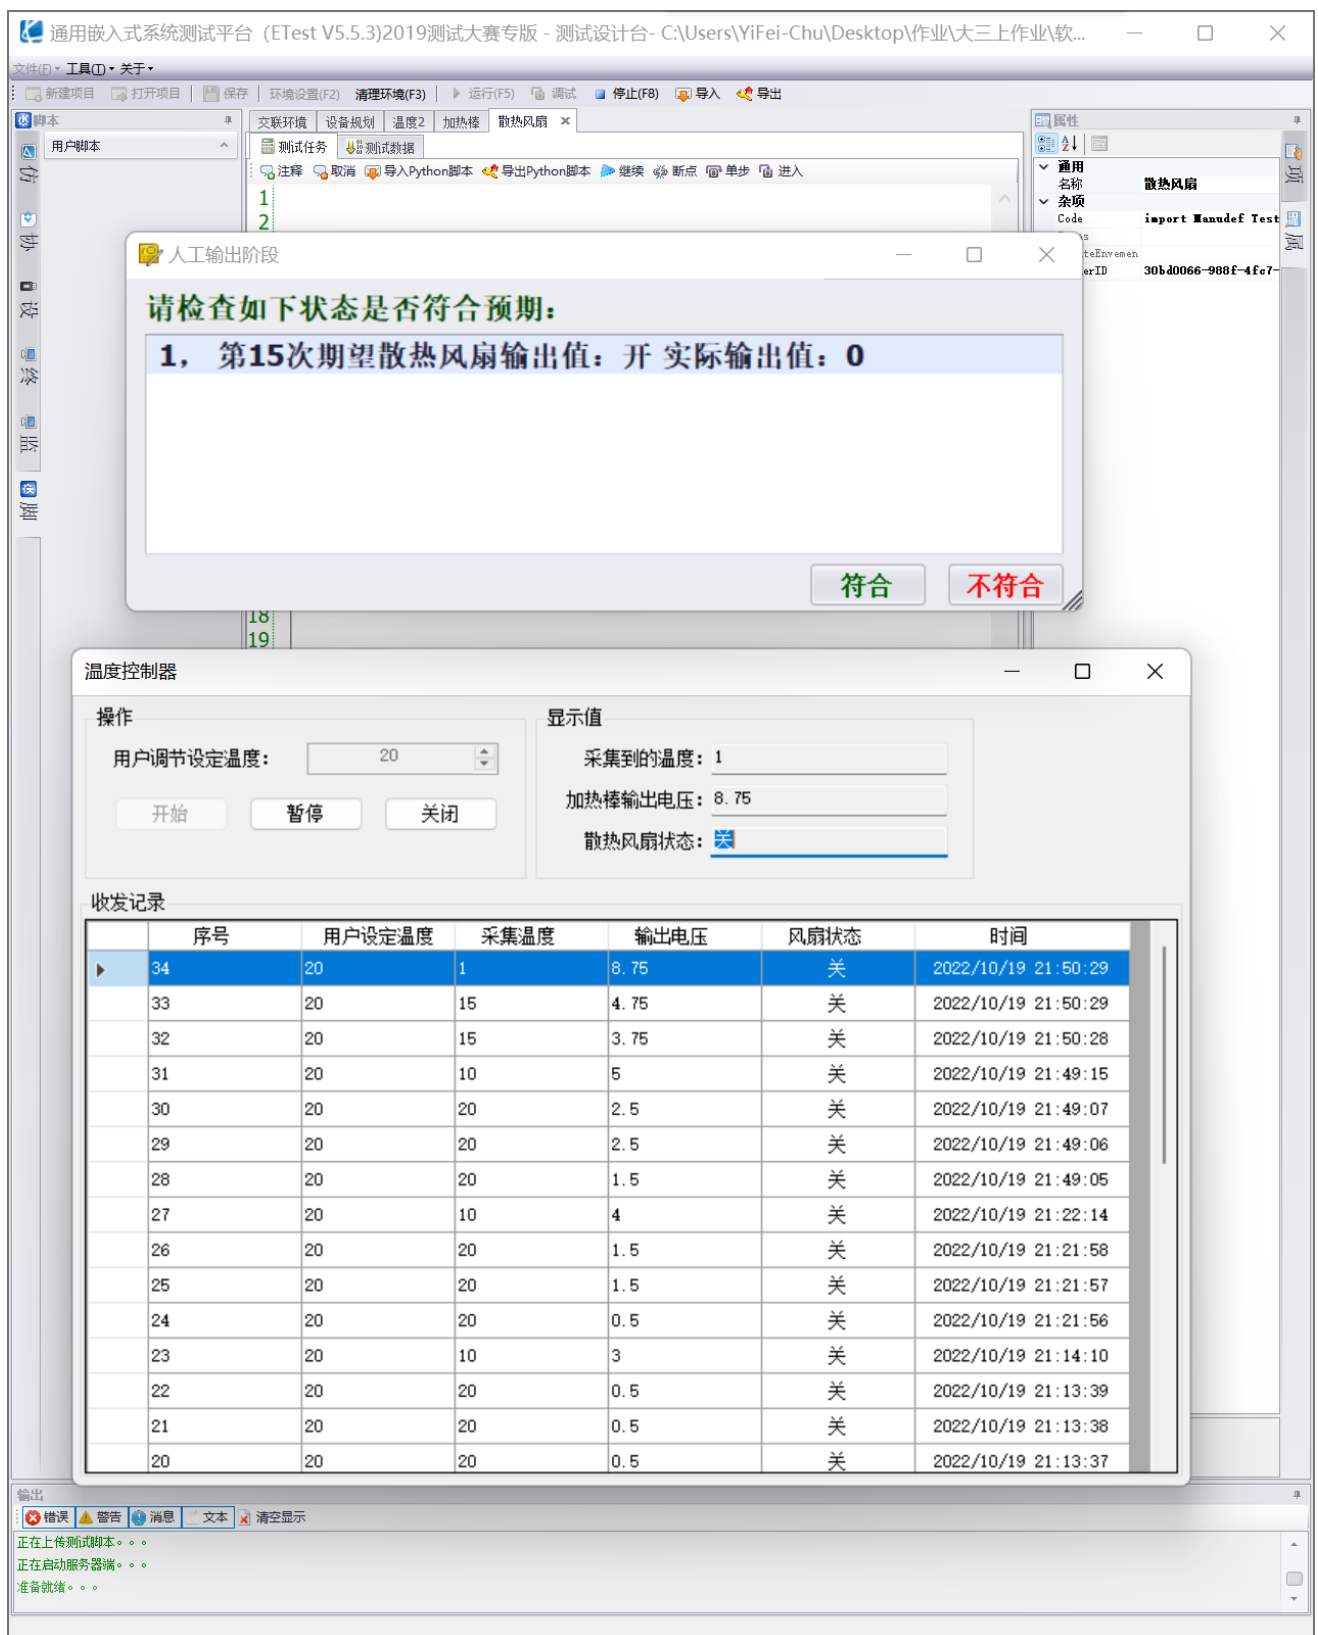 通用嵌入式系统测试平台 (ETest V5.5.3)2019测试大赛专版 - 测试设计台- C:\Users\YiFei-Chu\Desktop\作业\大三上作业\软...
文件(F) 工具(T) 关于
新建项目 打开项目 保存 环境设置(F2) 清理环境(F3) 运行(F5) 调试 停止(F8) 导入 导出
脚本
用户脚本
仿
协
设
终
监
脚
交联环境 设备规划 温度2 加热棒 散热风扇
测试任务 测试数据
注释 取消 导入Python脚本 导出Python脚本 继续 断点 单步 进入
1
2
属性
通用
名称 散热风扇
杂项
Code import Manudef Test
teEnvemen
erID 30bd0066-988f-4fc7-
项
属
人工输出阶段
请检查如下状态是否符合预期：
1， 第15次期望散热风扇输出值：开 实际输出值：0
符合 不符合
18
19
温度控制器
操作
用户调节设定温度： 20
开始 暂停 关闭
显示值
采集到的温度： 1
加热棒输出电压： 8.75
散热风扇状态： 关
收发记录
序号 用户设定温度 采集温度 输出电压 风扇状态 时间
34 20 1 8.75 关 2022/10/19 21:50:29
33 20 15 4.75 关 2022/10/19 21:50:29
32 20 15 3.75 关 2022/10/19 21:50:28
31 20 10 5 关 2022/10/19 21:49:15
30 20 20 2.5 关 2022/10/19 21:49:07
29 20 20 2.5 关 2022/10/19 21:49:06
28 20 20 1.5 关 2022/10/19 21:49:05
27 20 10 4 关 2022/10/19 21:22:14
26 20 20 1.5 关 2022/10/19 21:21:58
25 20 20 1.5 关 2022/10/19 21:21:57
24 20 20 0.5 关 2022/10/19 21:21:56
23 20 10 3 关 2022/10/19 21:14:10
22 20 20 0.5 关 2022/10/19 21:13:39
21 20 20 0.5 关 2022/10/19 21:13:38
20 20 20 0.5 关 2022/10/19 21:13:37
输出
错误 警告 消息 文本 清空显示
正在上传测试脚本。。。
正在启动服务器端。。。
准备就绪。。。